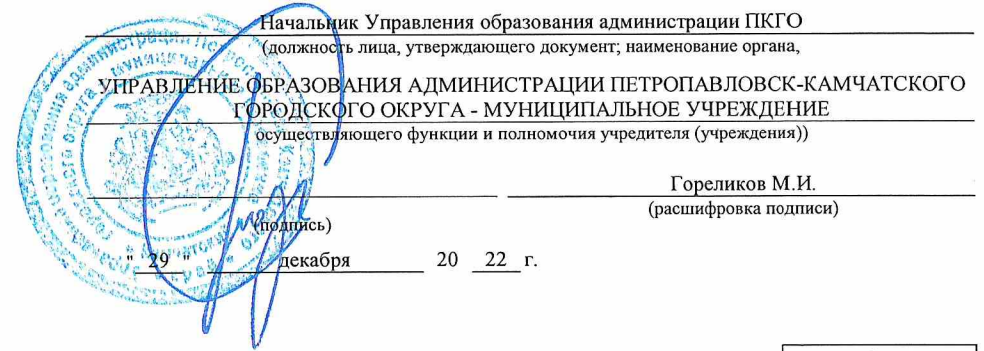 Начальник Управления образования администрации ПКГО
(должность лица, утверждающего документ; наименование органа,
УПРАВЛЕНИЕ ОБРАЗОВАНИЯ АДМИНИСТРАЦИИ ПЕТРОПАВЛОВСК-КАМЧАТСКОГО
ГОРОДСКОГО ОКРУГА - МУНИЦИПАЛЬНОЕ УЧРЕЖДЕНИЕ
осуществляющего функции и полномочия учредителя (учреждения))
Гореликов М.И.
(подпись) (расшифровка подписи)
" 29 " декабря 20 22 г.